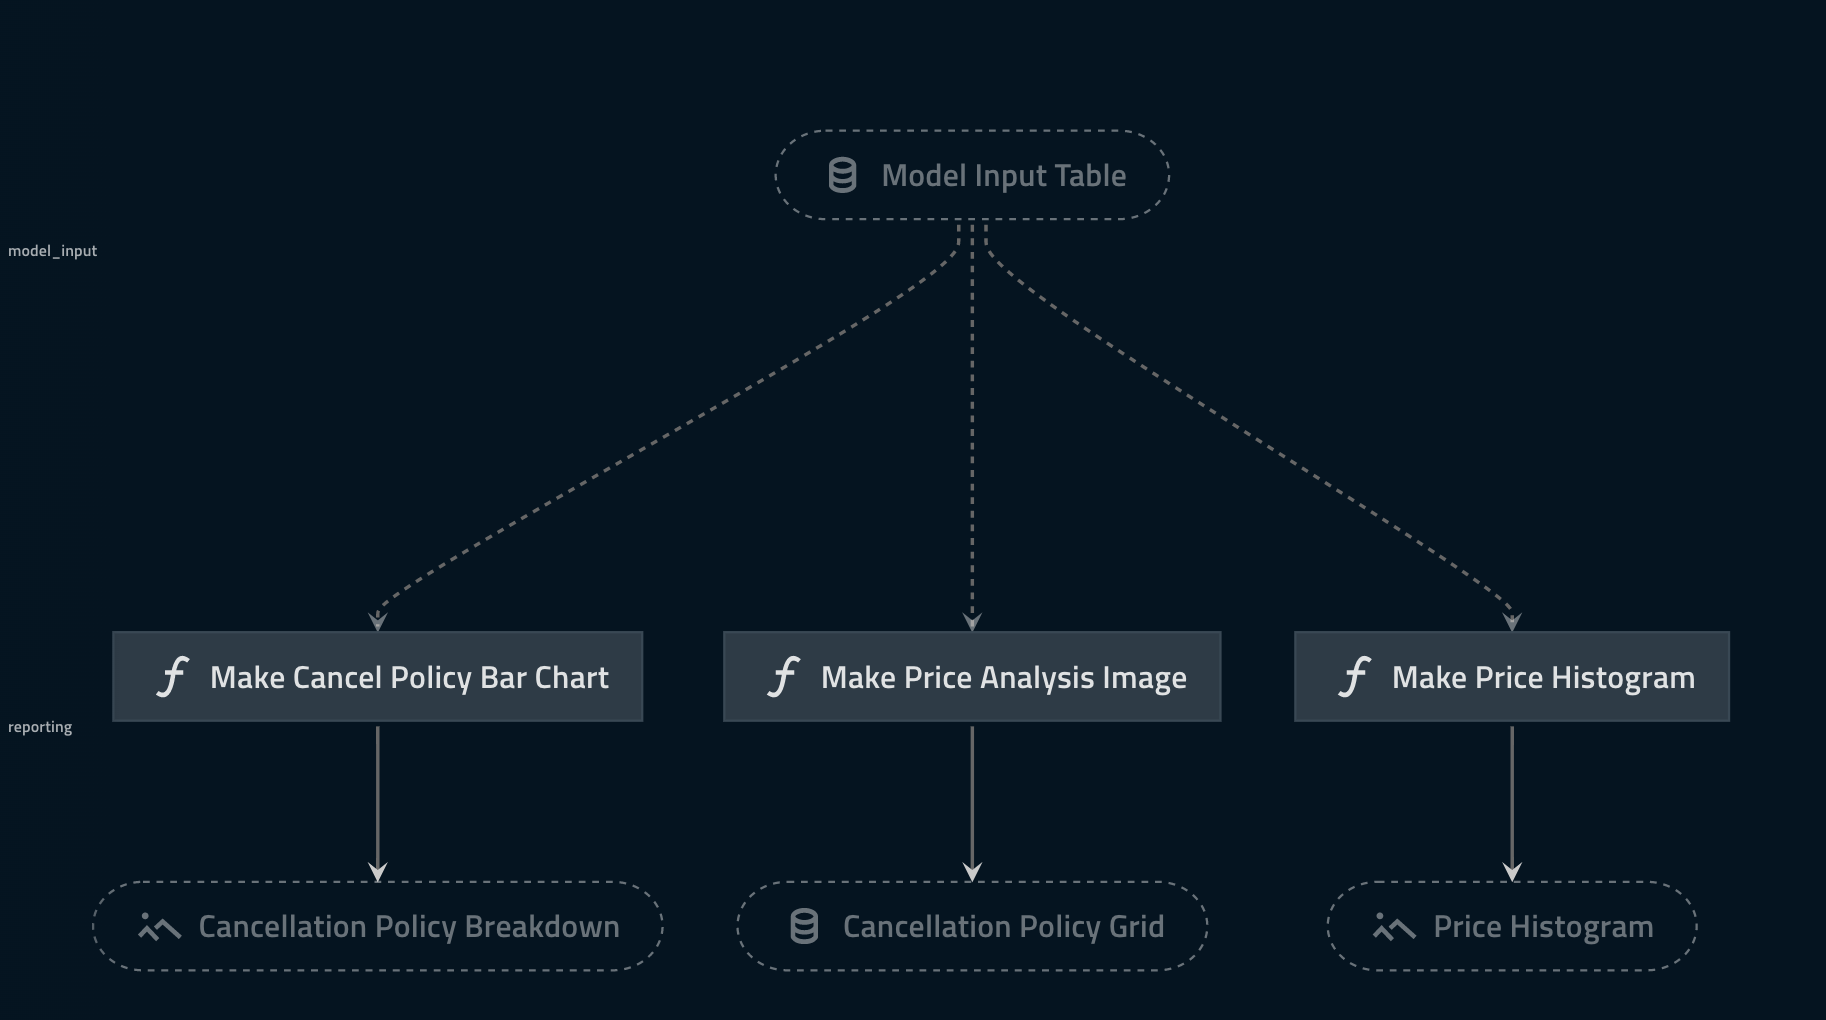 Model Input Table
model_input
Make Cancel Policy Bar Chart
Make Price Analysis Image
Make Price Histogram
reporting
Cancellation Policy Breakdown
Cancellation Policy Grid
Price Histogram